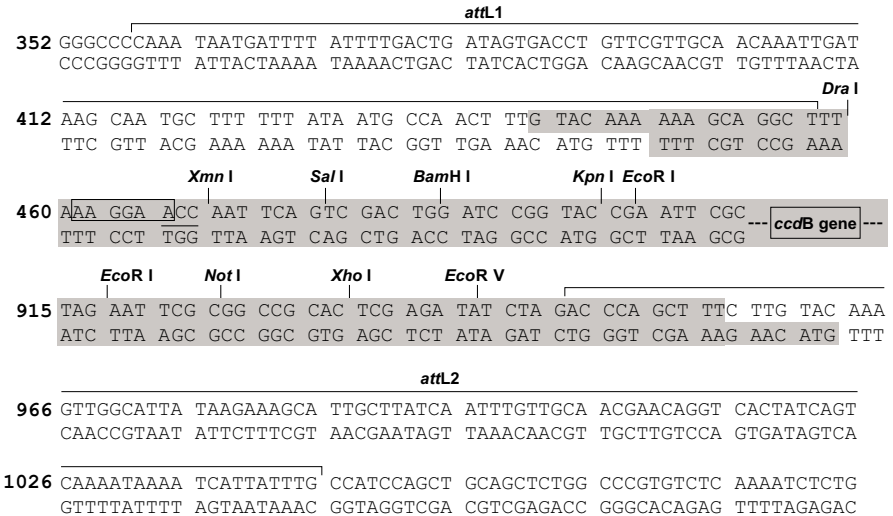 attL1
352 GGGCCCCAAA TAATGATTTT ATTTTGACTG ATAGTGACCT GTTCGTTGCA ACAAATTGAT
CCCGGGGTTT ATTACTAAAA TAAAACTGAC TATCACTGGA CAAGCAACGT TGTTTAACTA
Dra I
412 AAG CAA TGC TTT TTT ATA ATG CCA ACT TTG TAC AAA AAA GCA GGC TTT
TTC GTT ACG AAA AAA TAT TAC GGT TGA AAC ATG TTT TTT CGT CCG AAA
Xmn I Sal I BamH I Kpn I EcoR I
460 AAA GGA ACC AAT TCA GTC GAC TGG ATC CGG TAC CGA ATT CGC --- ccdB gene ---
TTT CCT TGG TTA AGT CAG CTG ACC TAG GCC ATG GCT TAA GCG
EcoR I Not I Xho I EcoR V
915 TAG AAT TCG CGG CCG CAC TCG AGA TAT CTA GAC CCA GCT TTC TTG TAC AAA
ATC TTA AGC GCC GGC GTG AGC TCT ATA GAT CTG GGT CGA AAG AAC ATG TTT
attL2
966 GTTGGCATTA TAAGAAAGCA TTGCTTATCA ATTTGTTGCA ACGAACAGGT CACTATCAGT
CAACCGTAAT ATTCTTTCGT AACGAATAGT TAAACAACGT TGCTTGTCCA GTGATAGTCA
1026 CAAAATAAAA TCATTATTTG CCATCCAGCT GCAGCTCTGG CCCGTGTCTC AAAATCTCTG
GTTTTATTTT AGTAATAAAC GGTAGGTCGA CGTCGAGACC GGGCACAGAG TTTTAGAGAC